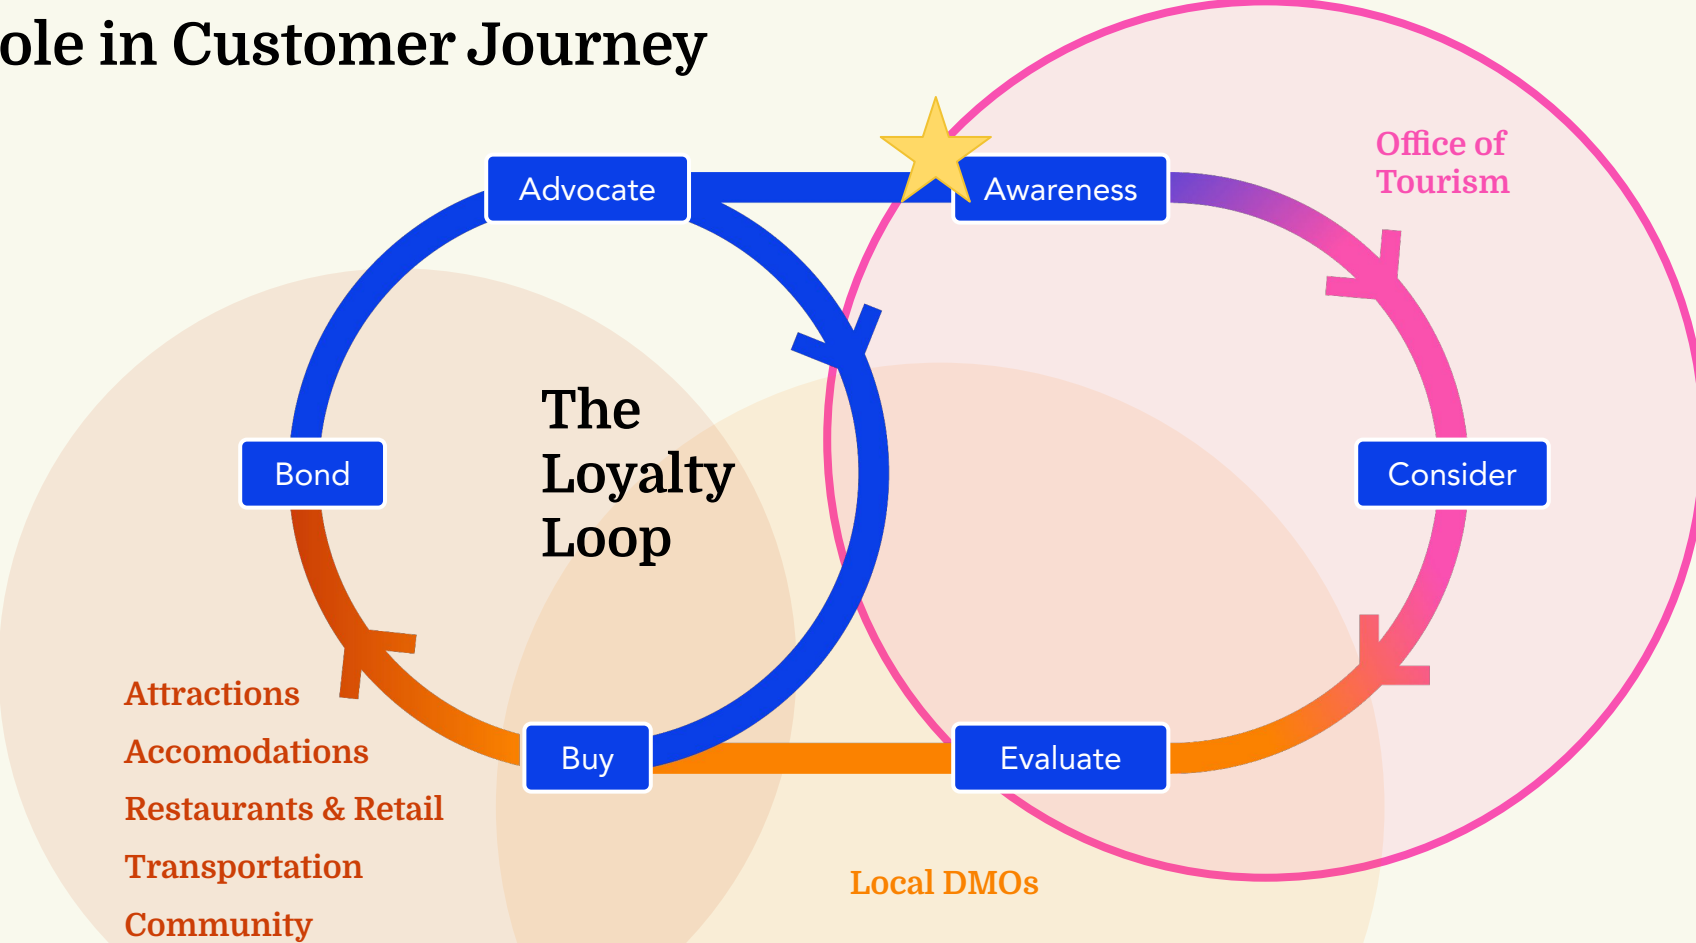 ole in Customer Journey
Office of
Tourism
Advocate
Awareness
The
Loyalty
Loop
Bond
Consider
Attractions
Accomodations
Restaurants & Retail
Transportation
Community
Buy
Evaluate
Local DMOs